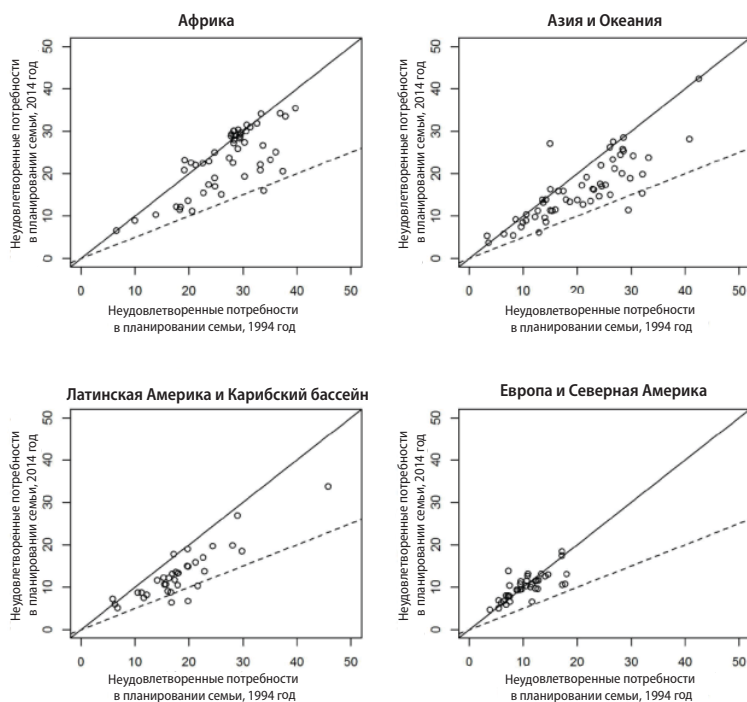 Африка
Неудовлетворенные потребности
в планировании семьи, 2014 год
50
40
30
20
10
0
0 10 20 30 40 50
Неудовлетворенные потребности
в планировании семьи, 1994 год
Азия и Океания
Неудовлетворенные потребности
в планировании семьи, 2014 год
50
40
30
20
10
0
0 10 20 30 40 50
Неудовлетворенные потребности
в планировании семьи, 1994 год
Латинская Америка и Карибский бассейн
Неудовлетворенные потребности
в планировании семьи, 2014 год
50
40
30
20
10
0
0 10 20 30 40 50
Неудовлетворенные потребности
в планировании семьи, 1994 год
Европа и Северная Америка
Неудовлетворенные потребности
в планировании семьи, 2014 год
50
40
30
20
10
0
0 10 20 30 40 50
Неудовлетворенные потребности
в планировании семьи, 1994 год